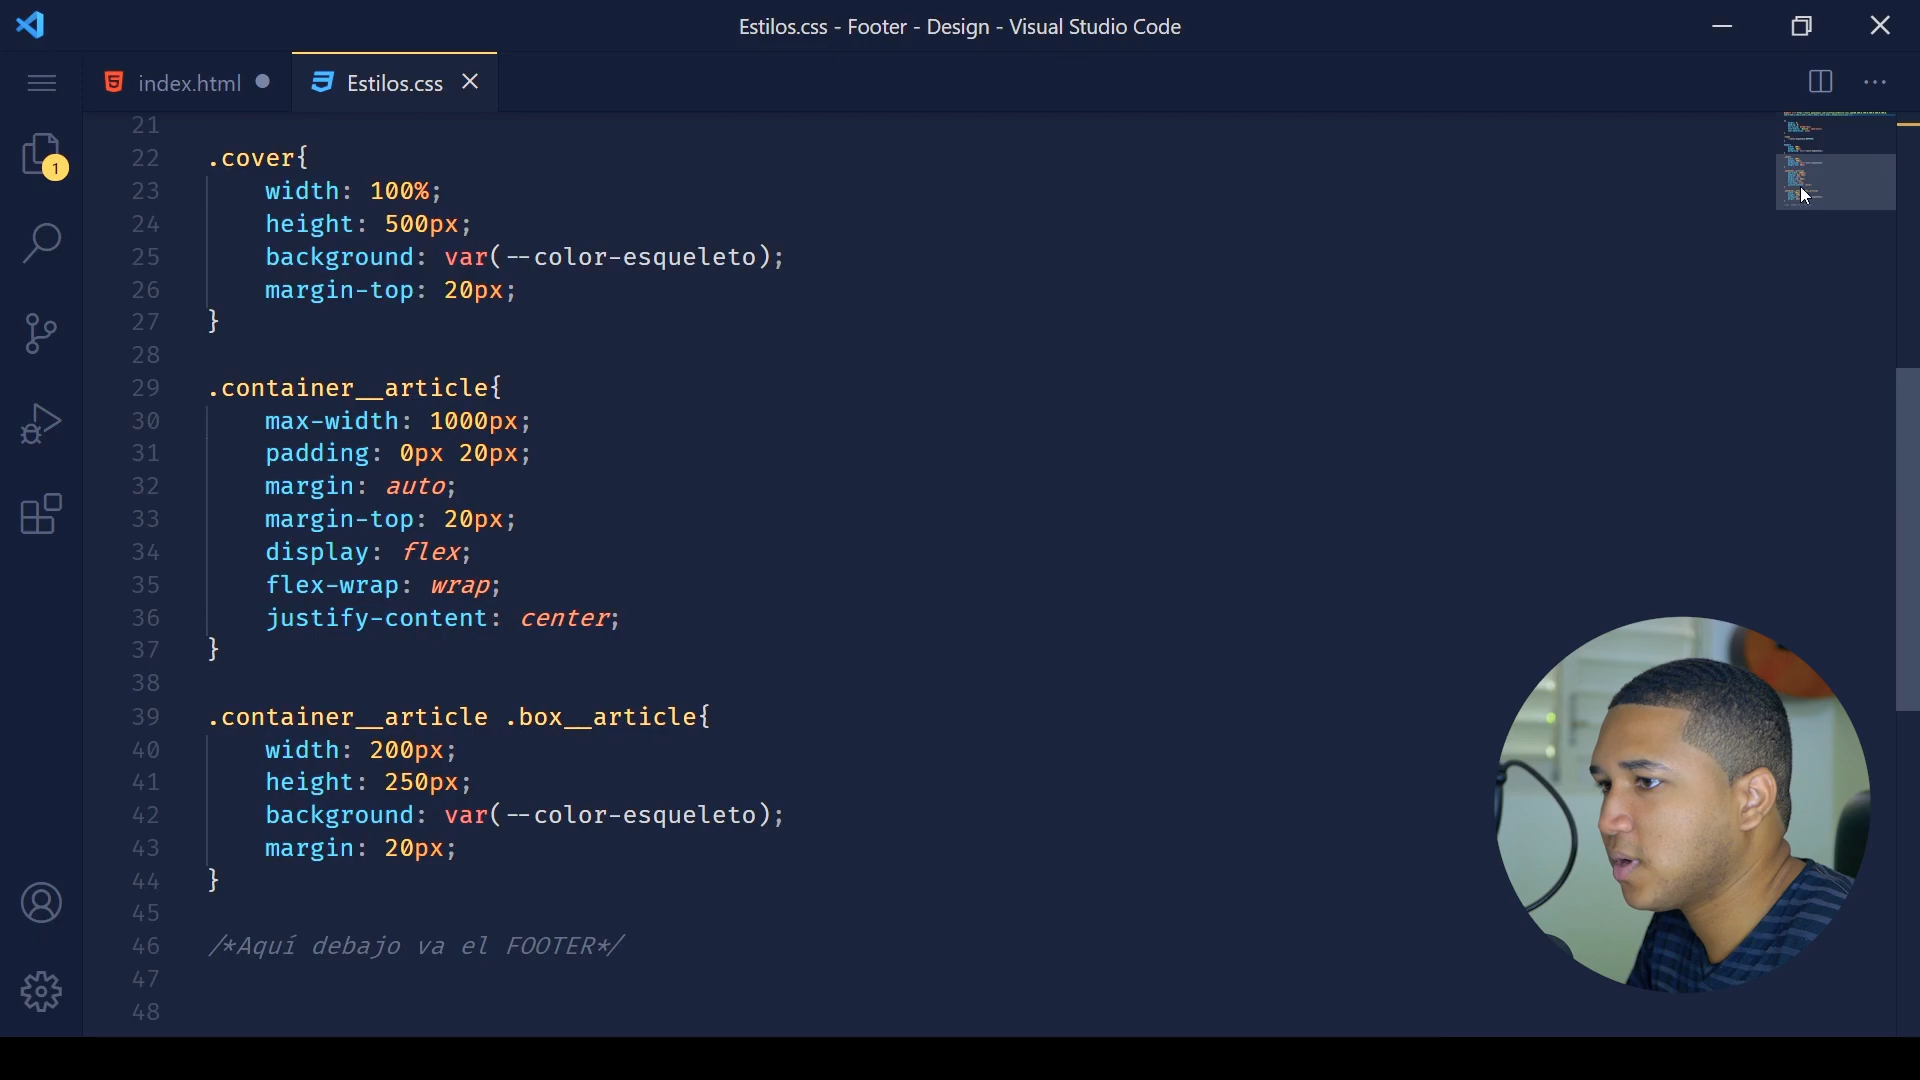 Estilos.css - Footer - Design - Visual Studio Code
index.html
Estilos.css
1
21
22 .cover{
23 width: 100%;
24 height: 500px;
25 background: var(--color-esqueleto);
26 margin-top: 20px;
27 }
28
29 .container__article{
30 max-width: 1000px;
31 padding: 0px 20px;
32 margin: auto;
33 margin-top: 20px;
34 display: flex;
35 flex-wrap: wrap;
36 justify-content: center;
37 }
38
39 .container__article .box__article{
40 width: 200px;
41 height: 250px;
42 background: var(--color-esqueleto);
43 margin: 20px;
44 }
45
46 /*Aquí debajo va el FOOTER*/
47
48